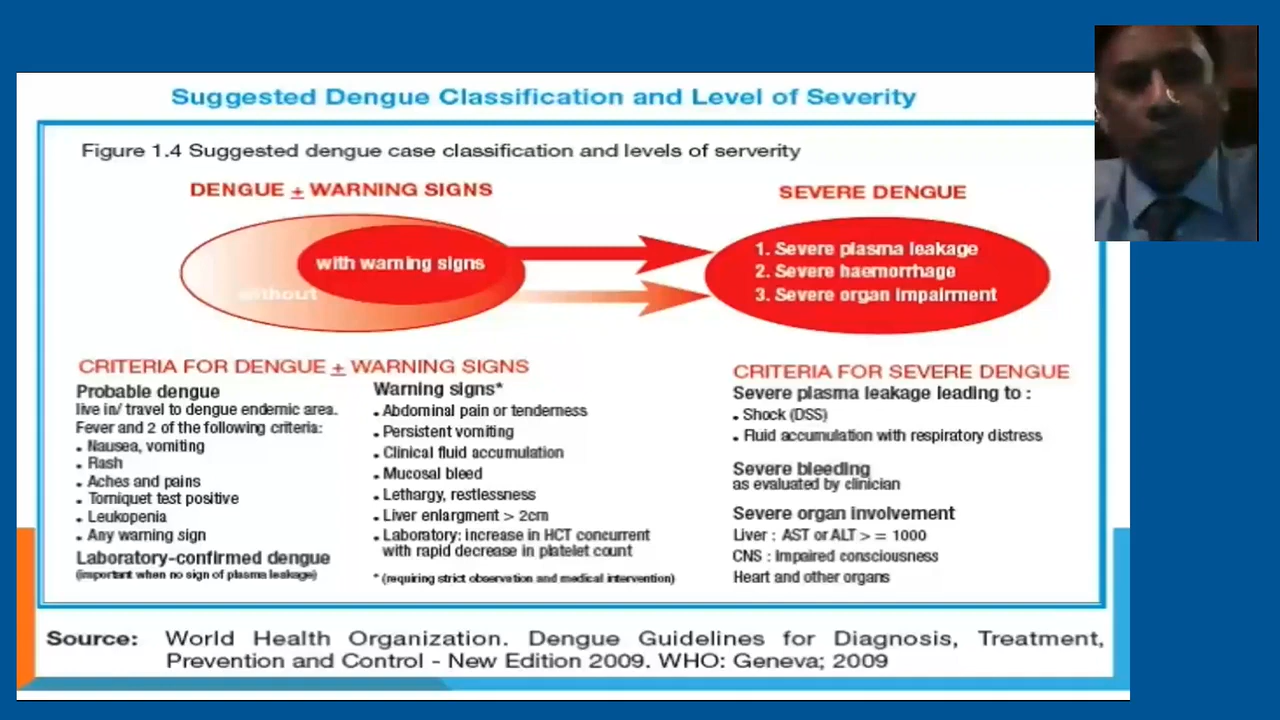 Suggested Dengue Classification and Level of Severity
Figure 1.4 Suggested dengue case classification and levels of serverity
DENGUE ± WARNING SIGNS
SEVERE DENGUE
with warning signs
without
1. Severe plasma leakage
2. Severe haemorrhage
3. Severe organ impairment
CRITERIA FOR DENGUE ± WARNING SIGNS
Probable dengue
live in/ travel to dengue endemic area.
Fever and 2 of the following criteria:
• Nausea, vomiting
• Rash
• Aches and pains
• Torniquet test positive
• Leukopenia
• Any warning sign
Laboratory-confirmed dengue
(important when no sign of plasma leakage)
Warning signs*
• Abdominal pain or tenderness
• Persistent vomiting
• Clinical fluid accumulation
• Mucosal bleed
• Lethargy, restlessness
• Liver enlargment > 2cm
• Laboratory: increase in HCT concurrent
with rapid decrease in platelet count
* (requiring strict observation and medical intervention)
CRITERIA FOR SEVERE DENGUE
Severe plasma leakage leading to :
• Shock (DSS)
• Fluid accumulation with respiratory distress
Severe bleeding
as evaluated by clinician
Severe organ involvement
Liver : AST or ALT > = 1000
CNS : Impaired consciousness
Heart and other organs
Source: World Health Organization. Dengue Guidelines for Diagnosis, Treatment,
Prevention and Control - New Edition 2009. WHO: Geneva; 2009